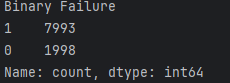 Binary Failure
1    7993
0    1998
Name: count, dtype: int64